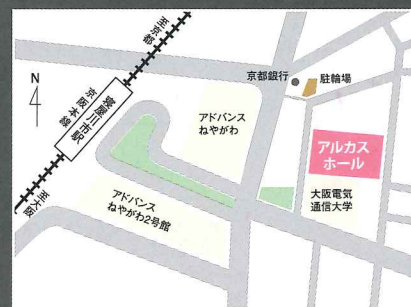 至京都
N
京都銀行
駐輪場
寝屋川市駅
京阪本線
アドバンス
ねやがわ
アルカス
ホール
至大阪
アドバンス
ねやがわ2号館
大阪電気
通信大学